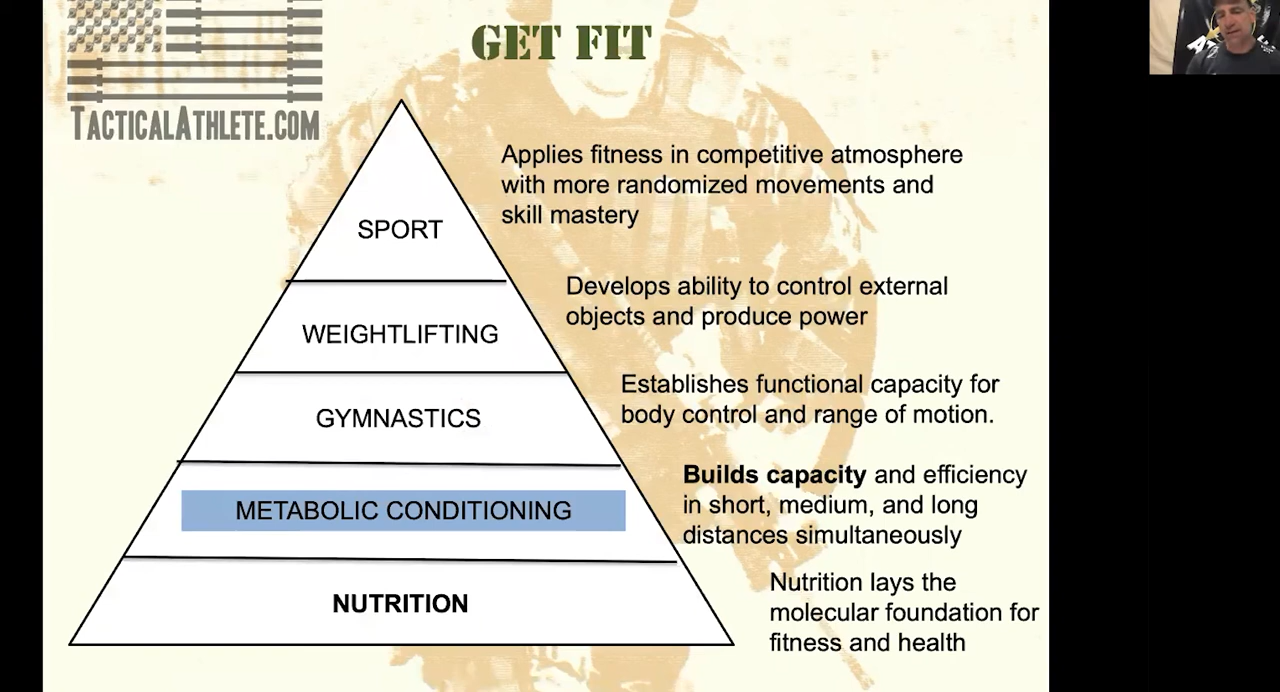 GET FIT
TACTICALATHLETE.COM
SPORT
Applies fitness in competitive atmosphere
with more randomized movements and
skill mastery
WEIGHTLIFTING
Develops ability to control external
objects and produce power
GYMNASTICS
Establishes functional capacity for
body control and range of motion.
METABOLIC CONDITIONING
Builds capacity and efficiency
in short, medium, and long
distances simultaneously
NUTRITION
Nutrition lays the
molecular foundation for
fitness and health